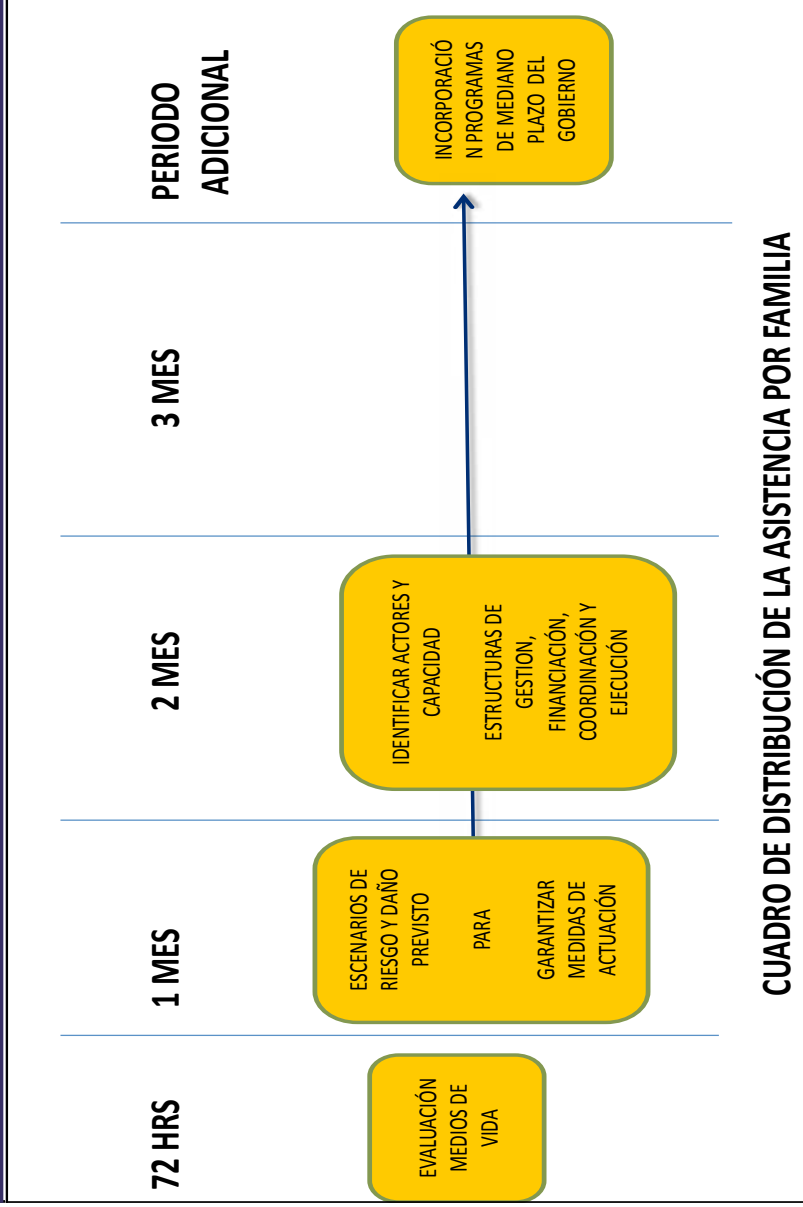 72 HRS
1 MES
2 MES
3 MES
PERIODO
ADICIONAL
EVALUACIÓN
MEDIOS DE
VIDA
ESCENARIOS DE
RIESGO Y DAÑO
PREVISTO
PARA
GARANTIZAR
MEDIDAS DE
ACTUACIÓN
IDENTIFICAR ACTORES Y
CAPACIDAD
ESTRUCTURAS DE
GESTION,
FINANCIACIÓN,
COORDINACIÓN Y
EJECUCIÓN
INCORPORACIÓ
N PROGRAMAS
DE MEDIANO
PLAZO DEL
GOBIERNO
CUADRO DE DISTRIBUCIÓN DE LA ASISTENCIA POR FAMILIA